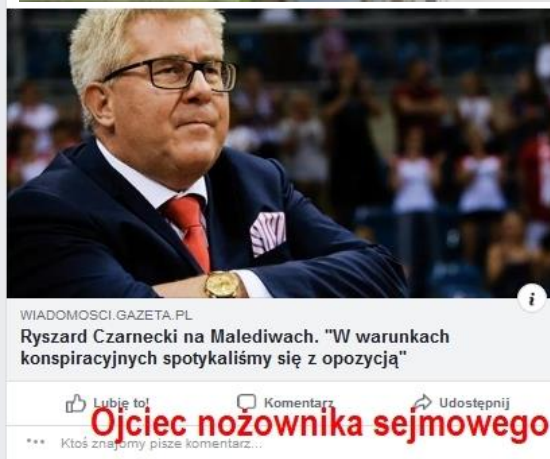 WIADOMOSCI.GAZETA.PL
Ryszard Czarnecki na Malediwach. "W warunkach
konspiracyjnych spotykaliśmy się z opozycją"
Lubię to! Komentarz Udostępnij
Ojciec nożownika sejmowego
Ktoś znajomy pisze komentarz...